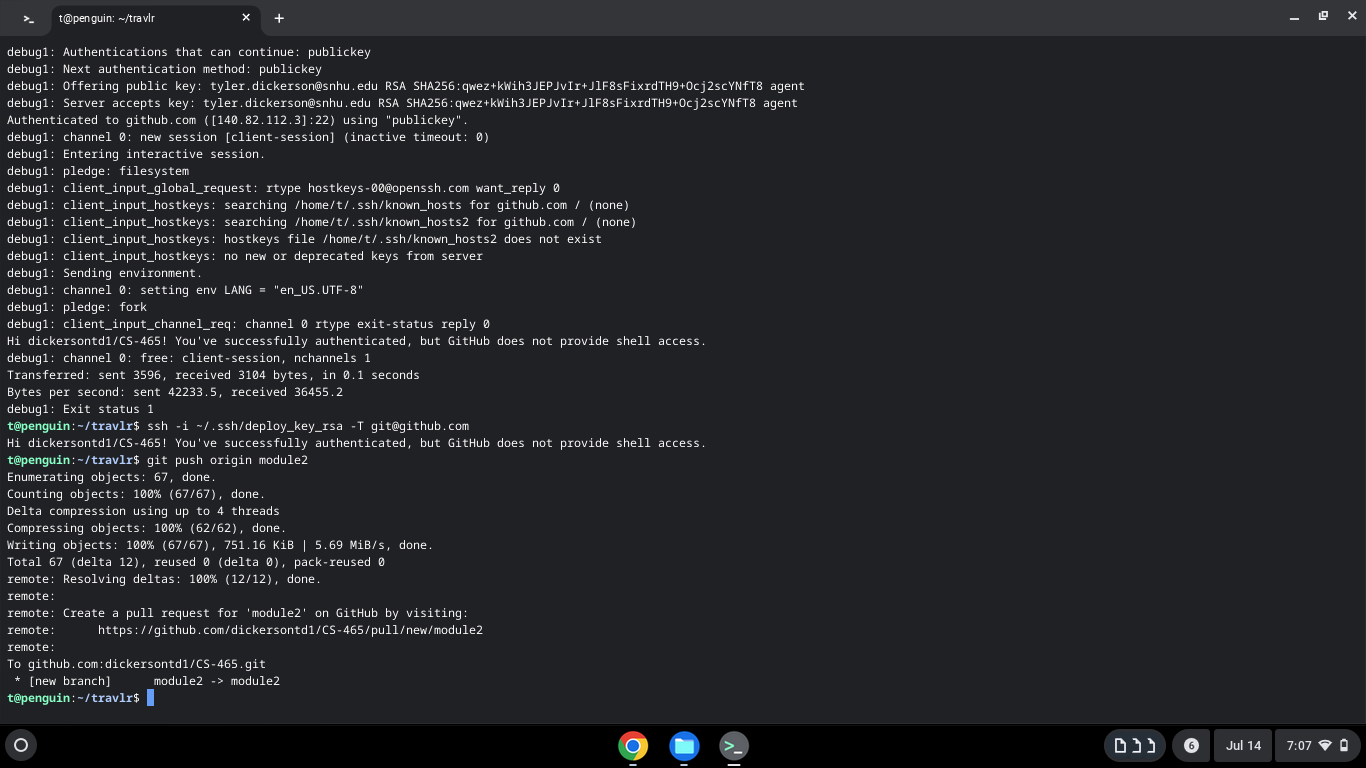 t@penguin: ~/travlr
debug1: Authentications that can continue: publickey
debug1: Next authentication method: publickey
debug1: Offering public key: tyler.dickerson@snhu.edu RSA SHA256:qwez+kWih3JEPJvIr+JlF8sFixrdTH9+Ocj2scYNfT8 agent
debug1: Server accepts key: tyler.dickerson@snhu.edu RSA SHA256:qwez+kWih3JEPJvIr+JlF8sFixrdTH9+Ocj2scYNfT8 agent
Authenticated to github.com ([140.82.112.3]:22) using "publickey".
debug1: channel 0: new session [client-session] (inactive timeout: 0)
debug1: Entering interactive session.
debug1: pledge: filesystem
debug1: client_input_global_request: rtype hostkeys-00@openssh.com want_reply 0
debug1: client_input_hostkeys: searching /home/t/.ssh/known_hosts for github.com / (none)
debug1: client_input_hostkeys: searching /home/t/.ssh/known_hosts2 for github.com / (none)
debug1: client_input_hostkeys: hostkeys file /home/t/.ssh/known_hosts2 does not exist
debug1: client_input_hostkeys: no new or deprecated keys from server
debug1: Sending environment.
debug1: channel 0: setting env LANG = "en_US.UTF-8"
debug1: pledge: fork
debug1: client_input_channel_req: channel 0 rtype exit-status reply 0
Hi dickersontd1/CS-465! You've successfully authenticated, but GitHub does not provide shell access.
debug1: channel 0: free: client-session, nchannels 1
Transferred: sent 3596, received 3104 bytes, in 0.1 seconds
Bytes per second: sent 42233.5, received 36455.2
debug1: Exit status 1
t@penguin:~/travlr$ ssh -i ~/.ssh/deploy_key_rsa -T git@github.com
Hi dickersontd1/CS-465! You've successfully authenticated, but GitHub does not provide shell access.
t@penguin:~/travlr$ git push origin module2
Enumerating objects: 67, done.
Counting objects: 100% (67/67), done.
Delta compression using up to 4 threads
Compressing objects: 100% (62/62), done.
Writing objects: 100% (67/67), 751.16 KiB | 5.69 MiB/s, done.
Total 67 (delta 12), reused 0 (delta 0), pack-reused 0
remote: Resolving deltas: 100% (12/12), done.
remote:
remote: Create a pull request for 'module2' on GitHub by visiting:
remote:      https://github.com/dickersontd1/CS-465/pull/new/module2
remote:
To github.com:dickersontd1/CS-465.git
 * [new branch]      module2 -> module2
t@penguin:~/travlr$
6
Jul 14
7:07